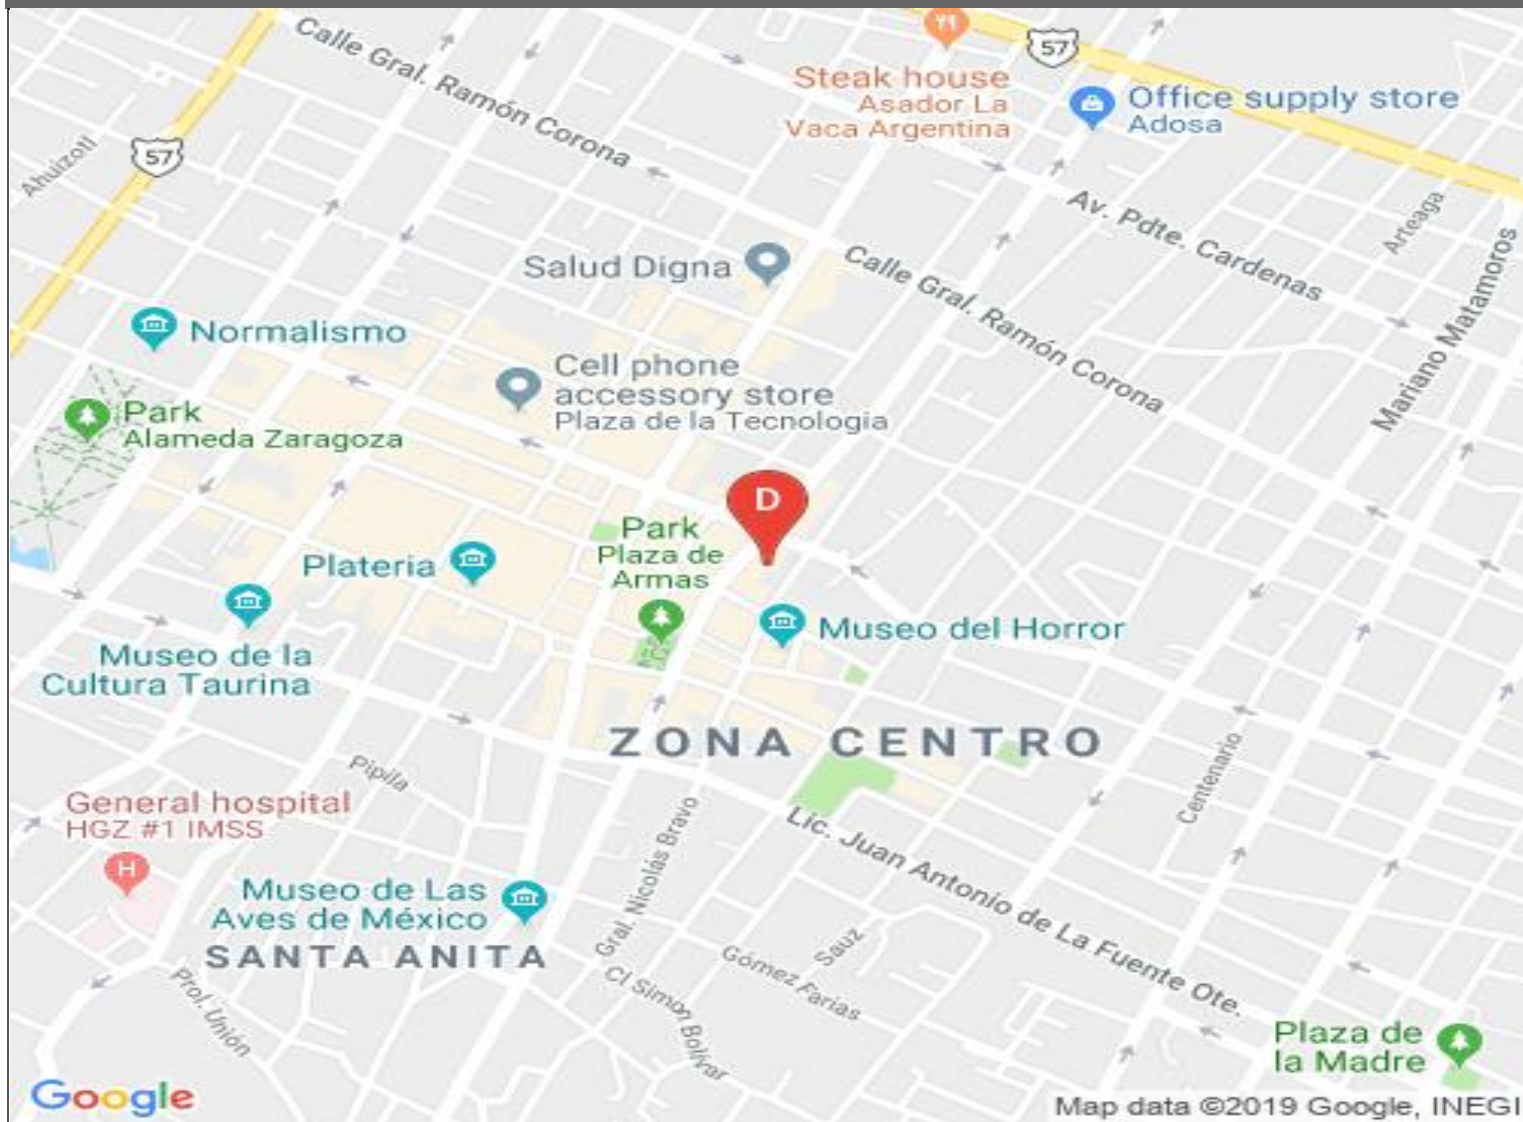 Calle Gral. Ramón Corona
57
Steak house
Asador La
Vaca Argentina
57
Office supply store
Adosa
Ahuizotl
Av. Pdte. Cardenas
Arteaga
Mariano Matamoros
Salud Digna
Calle Gral. Ramón Corona
Normalismo
Cell phone
accessory store
Plaza de la Tecnologia
Park
Alameda Zaragoza
D
Park
Plaza de
Armas
Plateria
Museo del Horror
Museo de la
Cultura Taurina
ZONA CENTRO
Pipila
Centenario
General hospital
HGZ #1 IMSS
H
Gral. Nicolás Bravo
Lic. Juan Antonio de La Fuente Ote.
Museo de Las
Aves de México
SANTA ANITA
Sauz
Gómez Farias
Cl Simon Bolívar
Prol. Unión
Plaza de
la Madre
Google
Map data ©2019 Google, INEGI